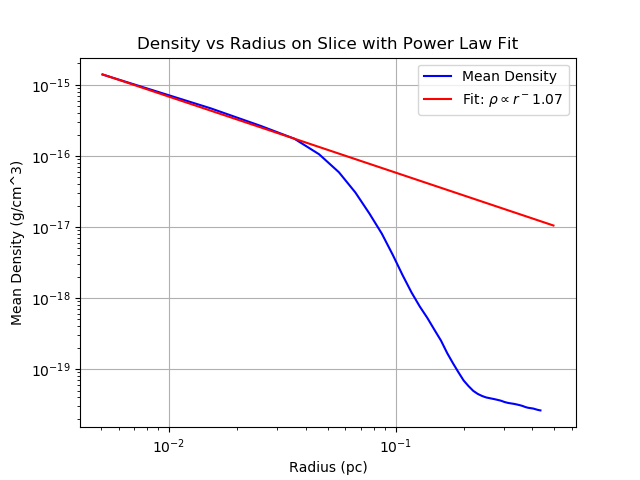 Density vs Radius on Slice with Power Law Fit
Mean Density
Fit: ρ ∝ r⁻1.07
10⁻¹⁵
10⁻¹⁶
10⁻¹⁷
10⁻¹⁸
10⁻¹⁹
Mean Density (g/cm^3)
10⁻²
10⁻¹
Radius (pc)